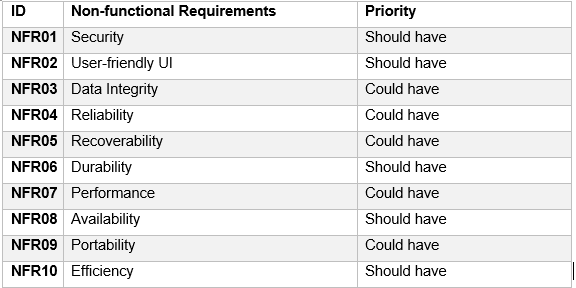 ID Non-functional Requirements Priority
NFR01 Security Should have
NFR02 User-friendly UI Should have
NFR03 Data Integrity Could have
NFR04 Reliability Could have
NFR05 Recoverability Could have
NFR06 Durability Should have
NFR07 Performance Could have
NFR08 Availability Should have
NFR09 Portability Could have
NFR10 Efficiency Should have